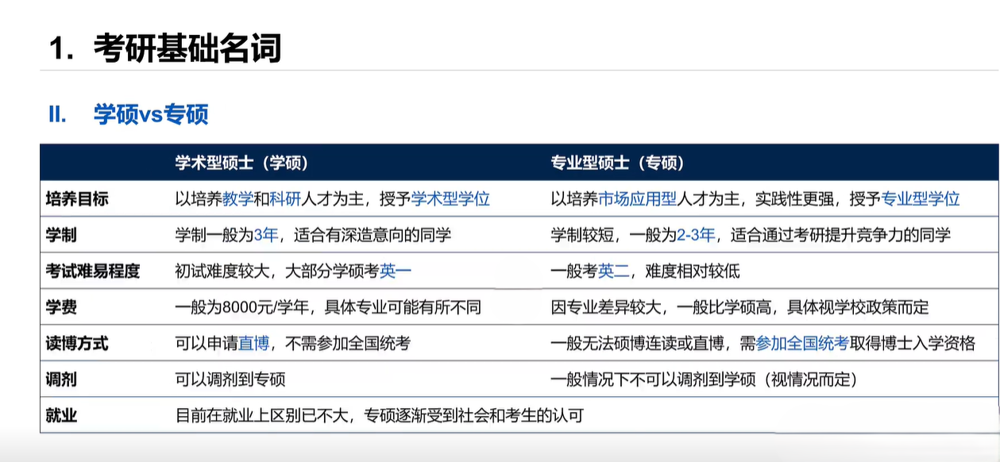 1. 考研基础名词
II. 学硕vs专硕
学术型硕士（学硕） 专业型硕士（专硕）
培养目标 以培养教学和科研人才为主，授予学术型学位 以培养市场应用型人才为主，实践性更强，授予专业型学位
学制 学制一般为3年，适合有深造意向的同学 学制较短，一般为2-3年，适合通过考研提升竞争力的同学
考试难易程度 初试难度较大，大部分学硕考英一 一般考英二，难度相对较低
学费 一般为8000元/学年，具体专业可能有所不同 因专业差异较大，一般比学硕高，具体视学校政策而定
读博方式 可以申请直博，不需参加全国统考 一般无法硕博连读或直博，需参加全国统考取得博士入学资格
调剂 可以调剂到专硕 一般情况下不可以调剂到学硕（视情况而定）
就业 目前在就业上区别已不大，专硕逐渐受到社会和考生的认可